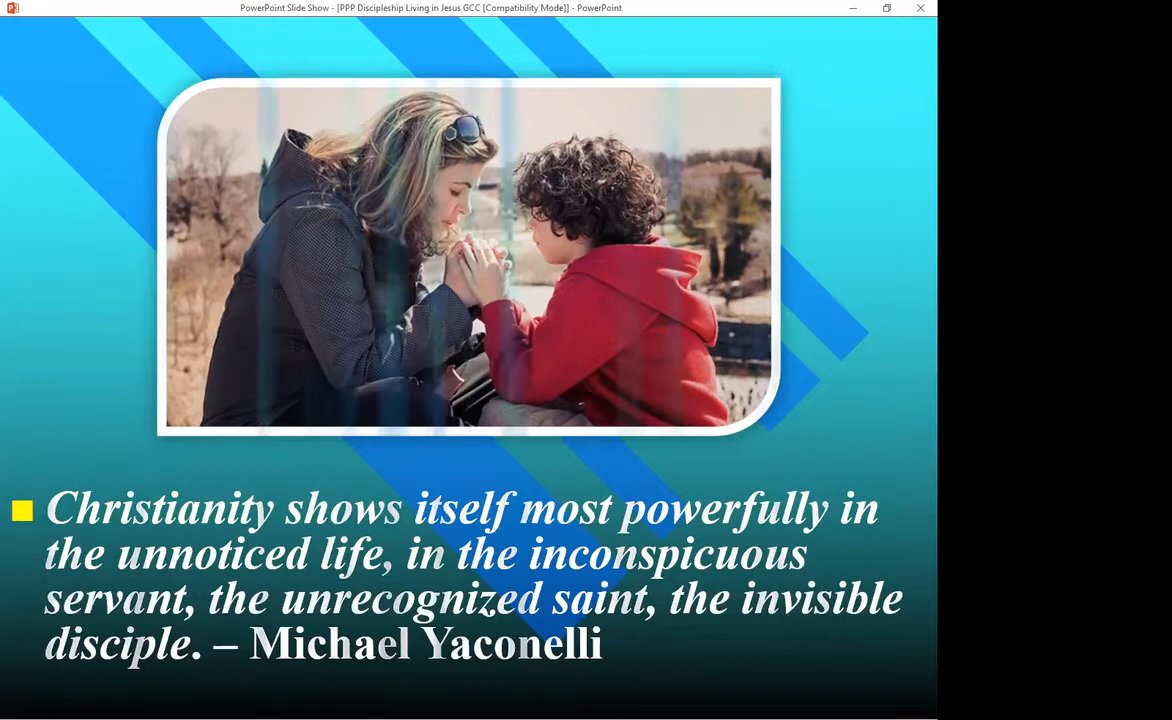 PowerPoint Slide Show - [PPP Discipleship Living in Jesus GCC [Compatibility Mode]] - PowerPoint
Christianity shows itself most powerfully in
the unnoticed life, in the inconspicuous
servant, the unrecognized saint, the invisible
disciple. – Michael Yaconelli